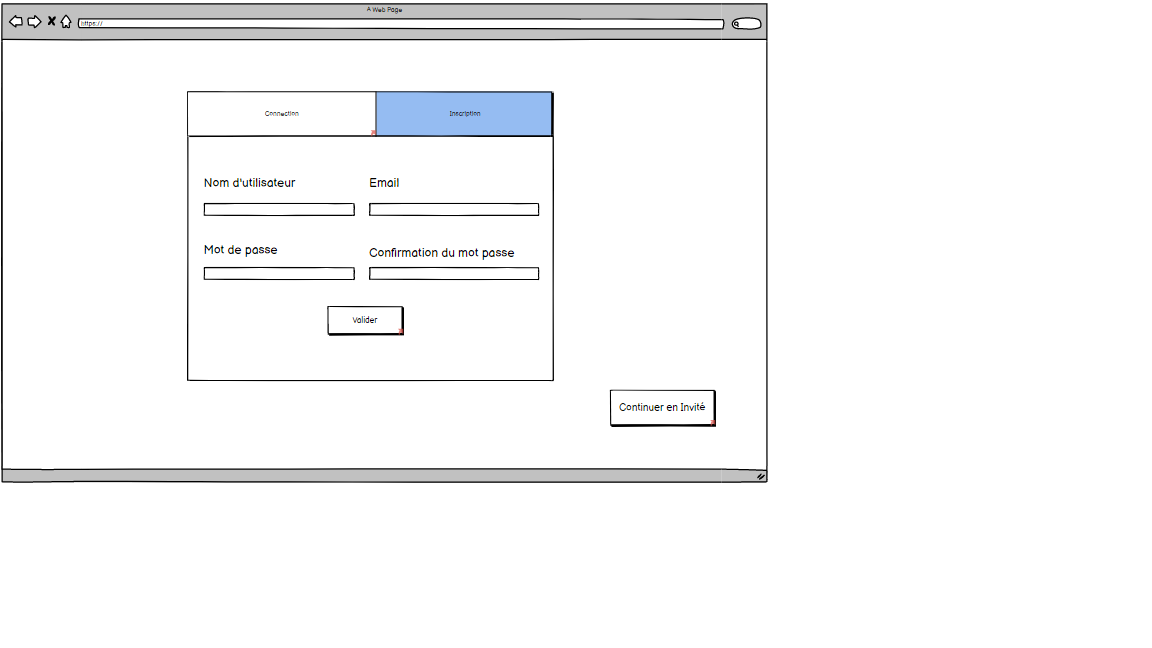 A Web Page
https://
Connection
Inscription
Nom d'utilisateur
Email
Mot de passe
Confirmation du mot passe
Valider
Continuer en Invité